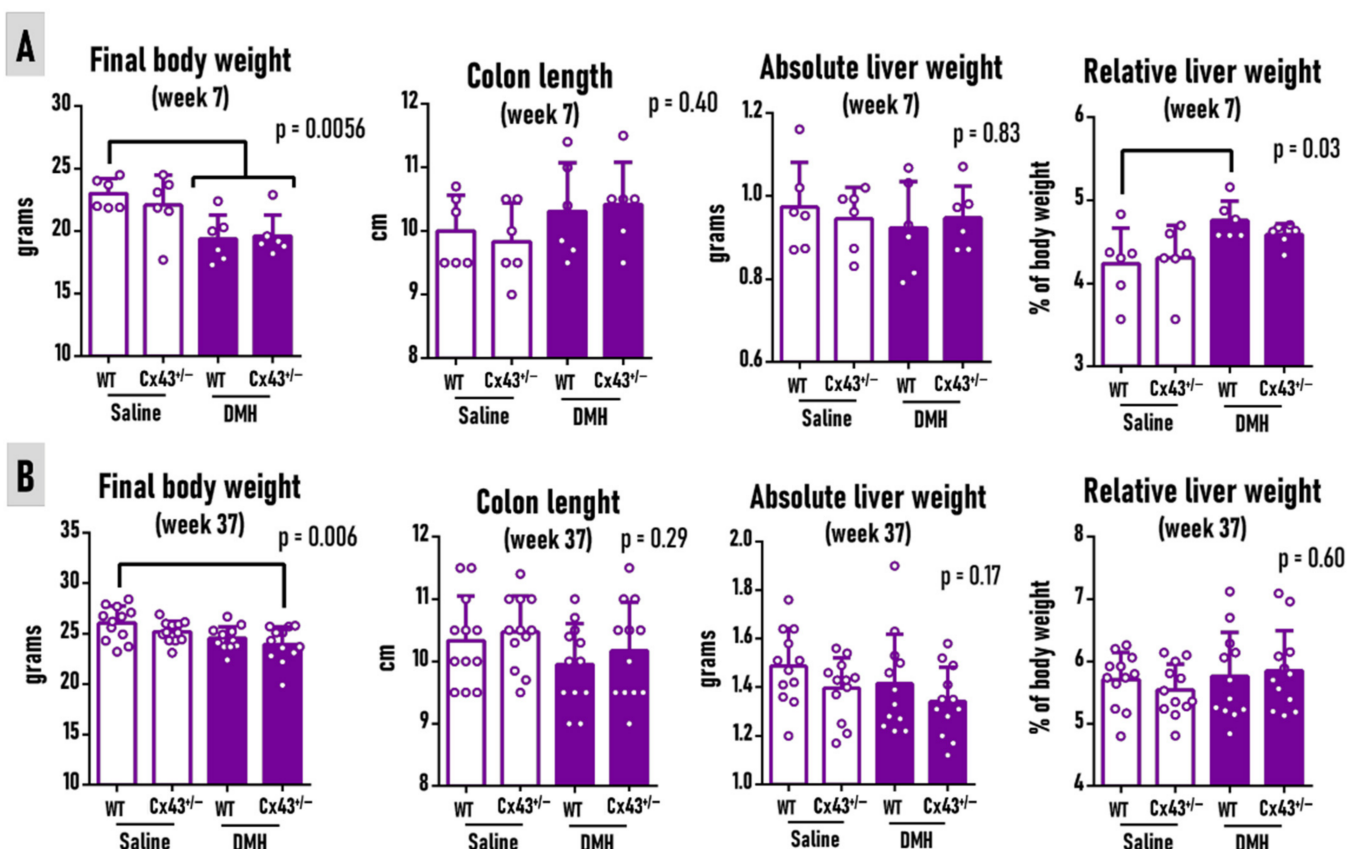 A
Final body weight
(week 7)
p = 0.0056
30
25
20
15
10
grams
WT Cx43+/– WT Cx43+/–
Saline DMH
Colon length
(week 7)
p = 0.40
12
11
10
9
8
cm
WT Cx43+/– WT Cx43+/–
Saline DMH
Absolute liver weight
(week 7)
p = 0.83
1.2
1.0
0.8
0.6
grams
WT Cx43+/– WT Cx43+/–
Saline DMH
Relative liver weight
(week 7)
p = 0.03
6
5
4
3
% of body weight
WT Cx43+/– WT Cx43+/–
Saline DMH
B
Final body weight
(week 37)
p = 0.006
35
30
25
20
15
10
grams
WT Cx43+/– WT Cx43+/–
Saline DMH
Colon lenght
(week 37)
p = 0.29
12
11
10
9
8
cm
WT Cx43+/– WT Cx43+/–
Saline DMH
Absolute liver weight
(week 37)
p = 0.17
2.0
1.8
1.6
1.4
1.2
1.0
grams
WT Cx43+/– WT Cx43+/–
Saline DMH
Relative liver weight
(week 37)
p = 0.60
8
7
6
5
4
% of body weight
WT Cx43+/– WT Cx43+/–
Saline DMH